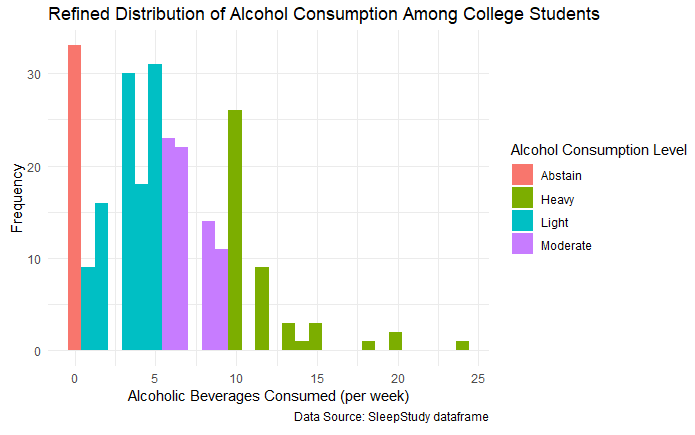 Refined Distribution of Alcohol Consumption Among College Students
Frequency
30
20
10
0
0 5 10 15 20 25
Alcoholic Beverages Consumed (per week)
Data Source: SleepStudy dataframe
Alcohol Consumption Level
Abstain
Heavy
Light
Moderate